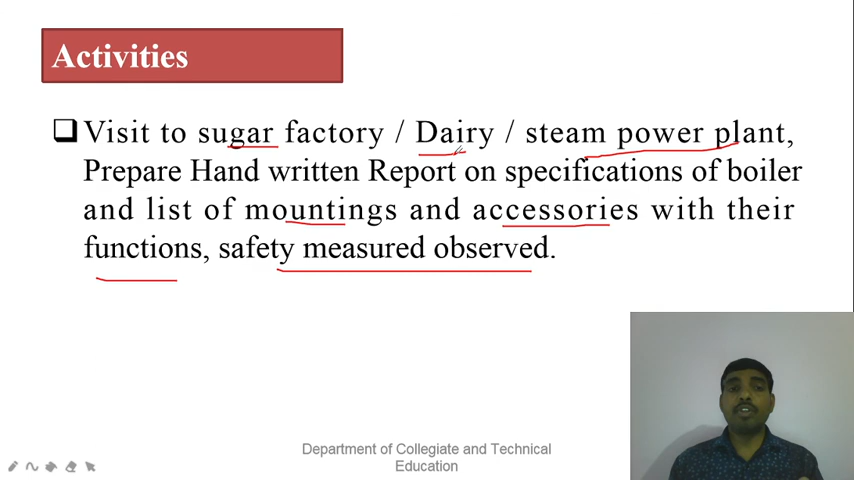 Activities
Visit to sugar factory / Dairy / steam power plant,
Prepare Hand written Report on specifications of boiler
and list of mountings and accessories with their
functions, safety measured observed.
Department of Collegiate and Technical
Education